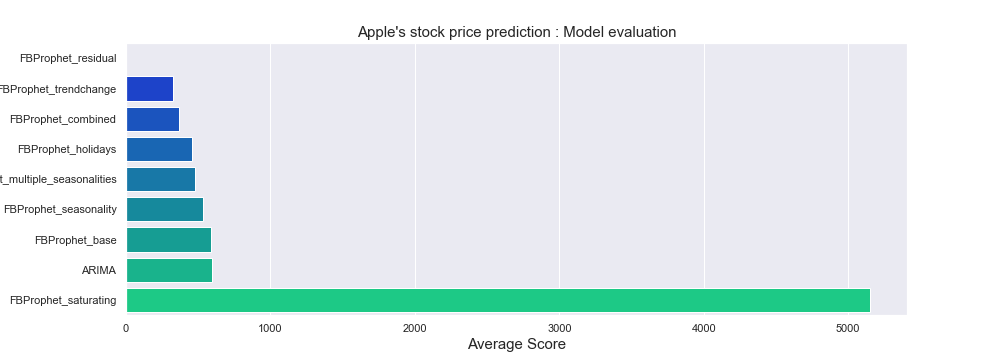 Apple's stock price prediction : Model evaluation
FBProphet_residual
FBProphet_trendchange
FBProphet_combined
FBProphet_holidays
t_multiple_seasonalities
FBProphet_seasonality
FBProphet_base
ARIMA
FBProphet_saturating
0 1000 2000 3000 4000 5000
Average Score